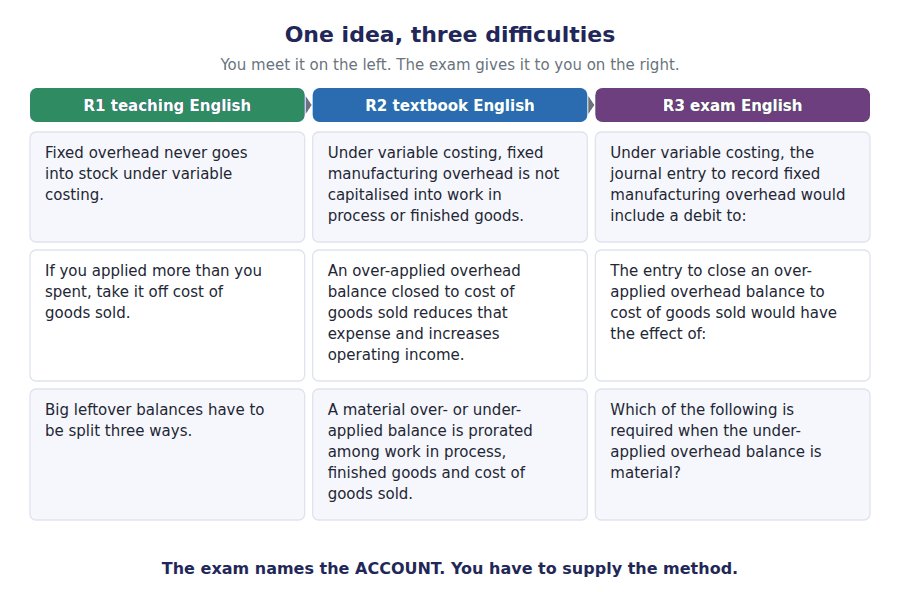 One idea, three difficulties
You meet it on the left. The exam gives it to you on the right.
R1 teaching English
R2 textbook English
R3 exam English
Fixed overhead never goes
into stock under variable
costing.
Under variable costing, fixed
manufacturing overhead is not
capitalised into work in
process or finished goods.
Under variable costing, the
journal entry to record fixed
manufacturing overhead would
include a debit to:
If you applied more than you
spent, take it off cost of
goods sold.
An over-applied overhead
balance closed to cost of
goods sold reduces that
expense and increases
operating income.
The entry to close an over-
applied overhead balance to
cost of goods sold would have
the effect of:
Big leftover balances have to
be split three ways.
A material over- or under-
applied balance is prorated
among work in process,
finished goods and cost of
goods sold.
Which of the following is
required when the under-
applied overhead balance is
material?
The exam names the ACCOUNT. You have to supply the method.